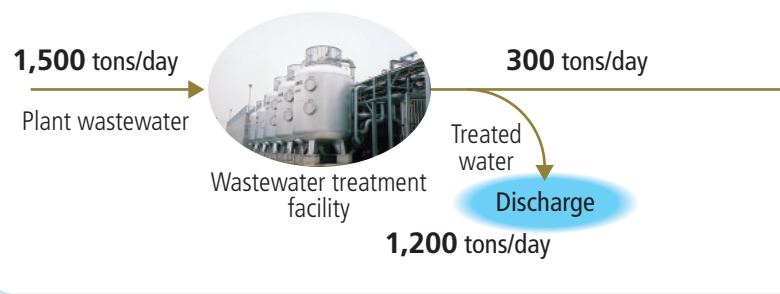 1,500 tons/day
Plant wastewater
Wastewater treatment
facility
300 tons/day
Treated
water
Discharge
1,200 tons/day